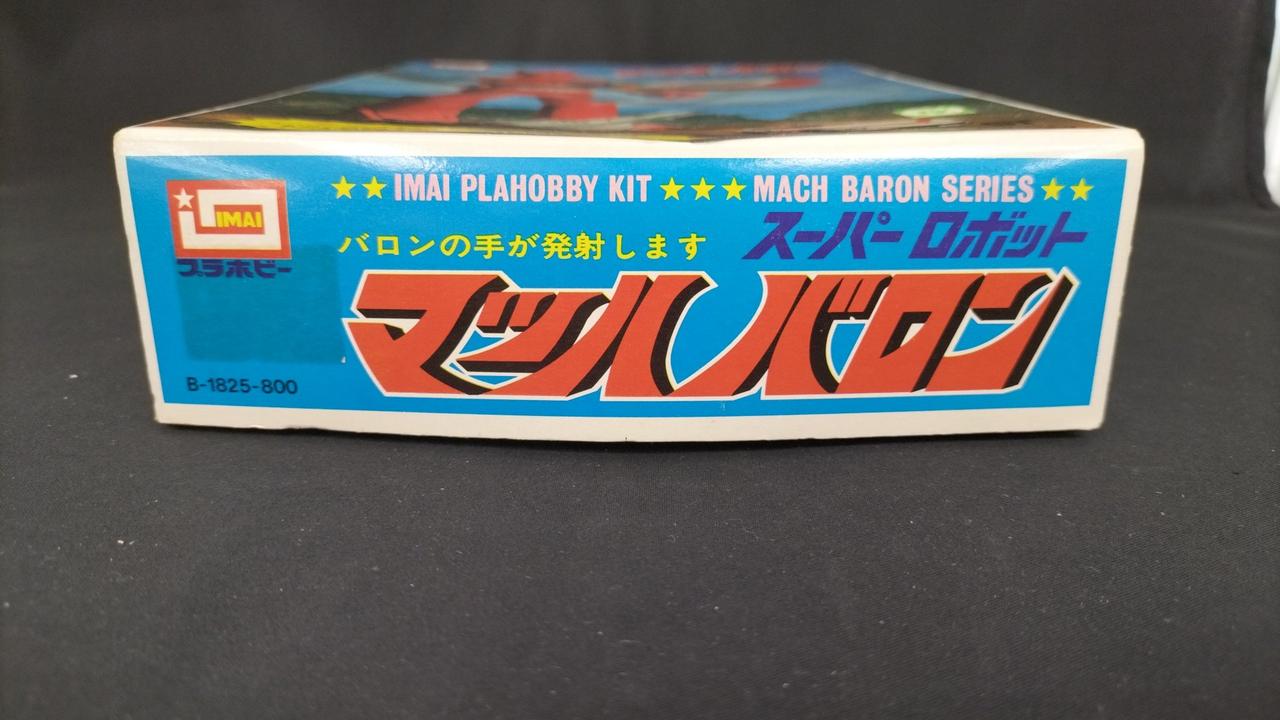 ★★IMAI PLAHOBBY KIT★★★MACH BARON SERIES★★
IMAI
プラホビー
バロンの手が発射します
スーパーロボット
マッハバロン
B-1825-800